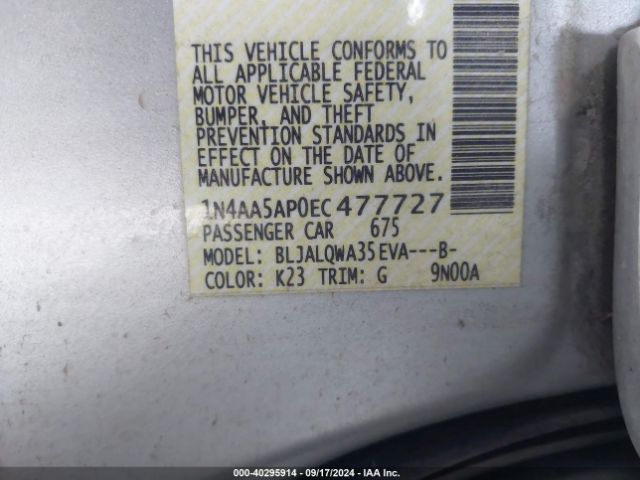 THIS VEHICLE CONFORMS TO
ALL APPLICABLE FEDERAL
MOTOR VEHICLE SAFETY,
BUMPER, AND THEFT
PREVENTION STANDARDS IN
EFFECT ON THE DATE OF
MANUFACTURE SHOWN ABOVE.
1N4AA5AP0EC477727
PASSENGER CAR 675
MODEL: BLJALQWA35EVA---B-
COLOR: K23 TRIM: G 9N00A
000-40295914 - 09/17/2024 - IAA Inc.